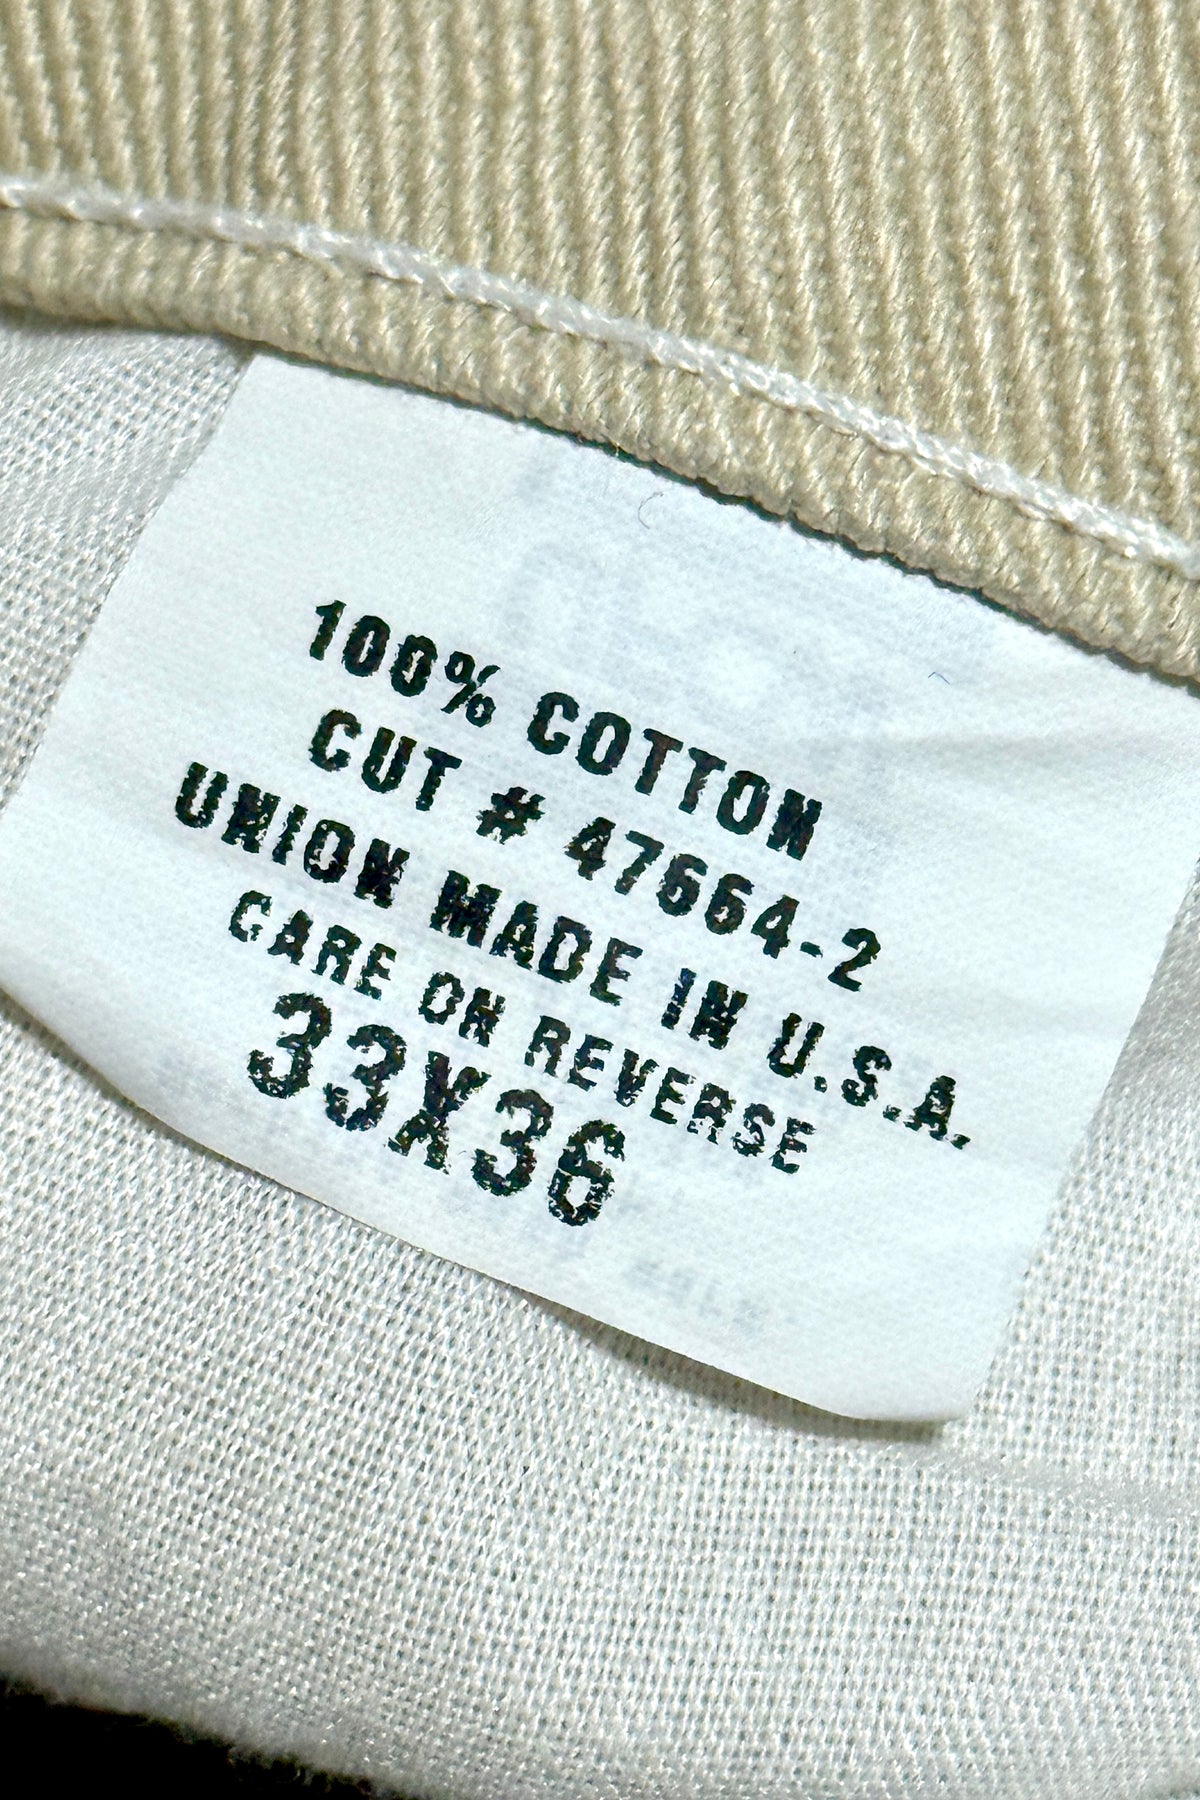 100% COTTON
CUT # 47664-2
UNION MADE IN U.S.A.
CARE ON REVERSE
33X36